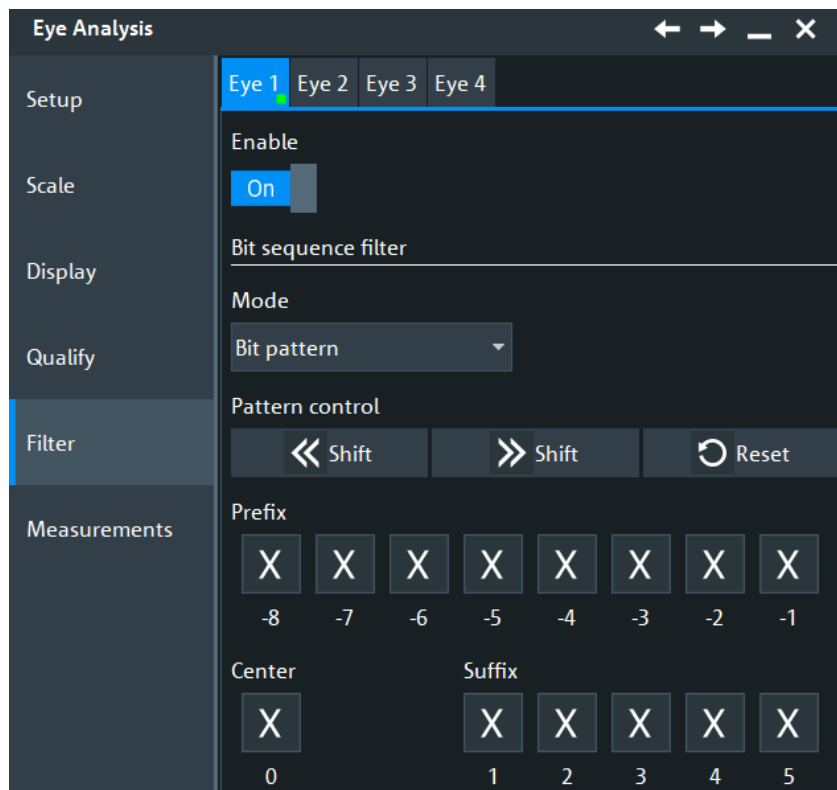 Eye Analysis
Setup
Scale
Display
Qualify
Filter
Measurements
Eye 1 Eye 2 Eye 3 Eye 4
Enable
On
Bit sequence filter
Mode
Bit pattern
Pattern control
Shift Shift Reset
Prefix
X X X X X X X X
-8 -7 -6 -5 -4 -3 -2 -1
Center Suffix
X X X X X X
0 1 2 3 4 5